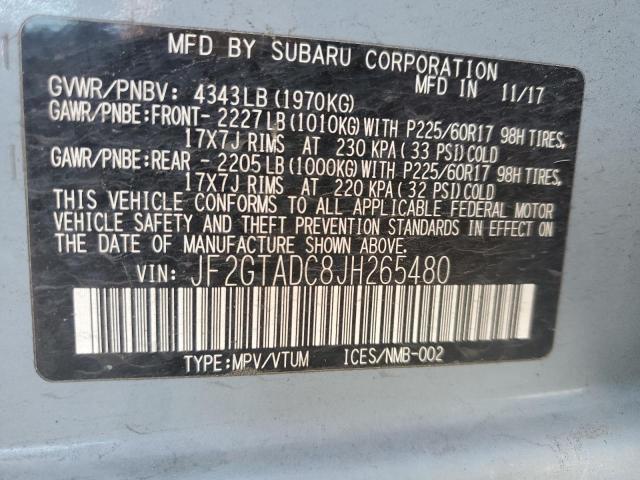 MFD BY SUBARU CORPORATION
MFD IN 11/17
GVWR/PNBV: 4343LB (1970KG)
GAWR/PNBE:FRONT- 2227LB (1010KG) WITH P225/60R17 98H TIRES,
17X7J RIMS AT 230 KPA ( 33 PSI) COLD
GAWR/PNBE:REAR - 2205LB (1000KG) WITH P225/60R17 98H TIRES,
17X7J RIMS AT 220 KPA ( 32 PSI) COLD
THIS VEHICLE CONFORMS TO ALL APPLICABLE FEDERAL MOTOR
VEHICLE SAFETY AND THEFT PREVENTION STANDARDS IN EFFECT ON
THE DATE OF MANUFACTURE SHOWN ABOVE.
VIN: JF2GTADC8JH265480
TYPE:MPV/VTUM ICES/NMB-002